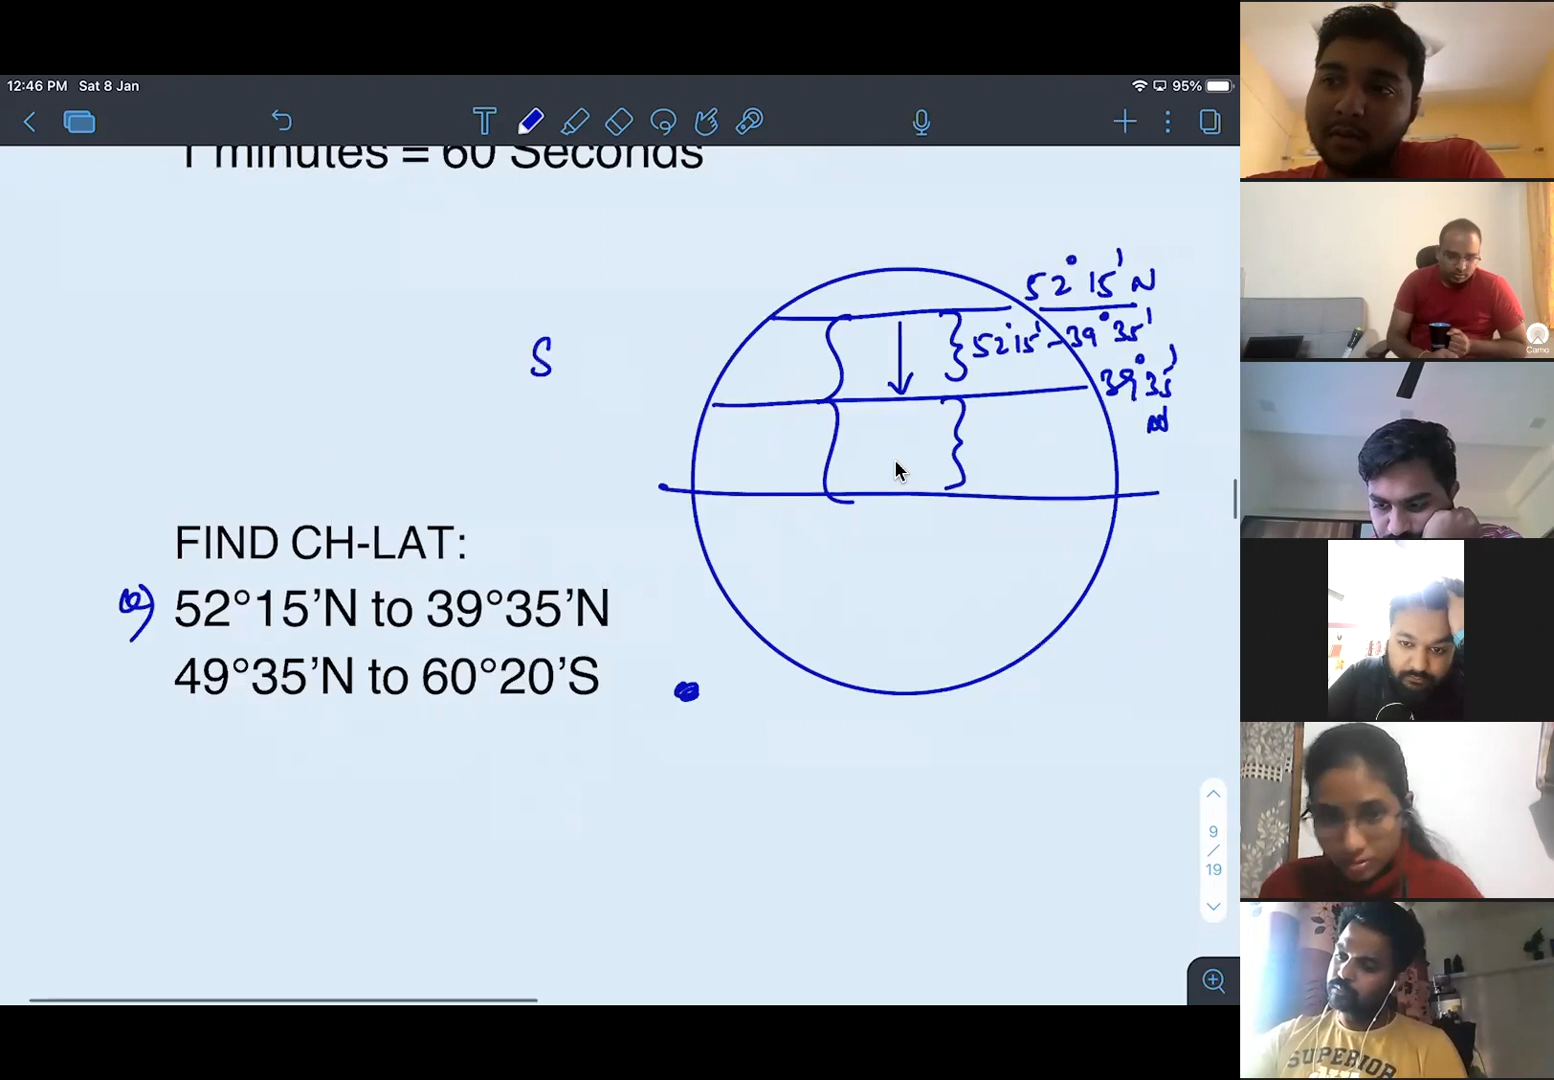 12:46 PM Sat 8 Jan
95%
1 minutes = 60 Seconds
52°15'N
52°15' - 39°35'
39°35'
N
S
FIND CH-LAT:
52°15’N to 39°35’N
49°35’N to 60°20’S
9
/
19
Camo
SUPERIOR